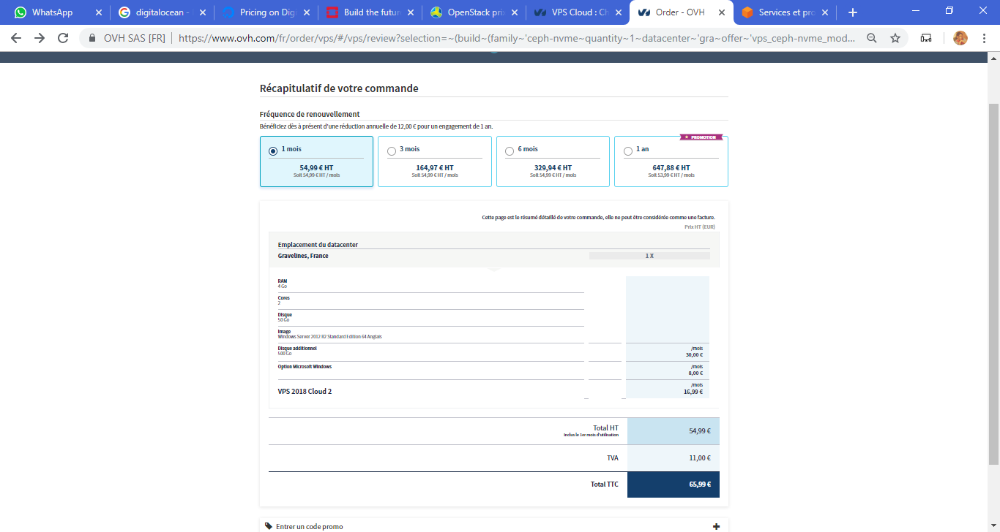 WhatsApp
digitalocean -
Pricing on Dig
Build the futur
OpenStack pri
VPS Cloud : Ch
Order - OVH
Services et pro
OVH SAS [FR] | https://www.ovh.com/fr/order/vps/#/vps/review?selection=~(build~(family~'ceph-nvme~quantity~1~datacenter~'gra~offer~'vps_ceph-nvme_mod...
Récapitulatif de votre commande
Fréquence de renouvellement
Bénéficiez dès à présent d'une réduction annuelle de 12,00 € pour un engagement de 1 an.
PROMOTION
1 mois
54,99 € HT
Soit 54,99 € HT / mois
3 mois
164,97 € HT
Soit 54,99 € HT / mois
6 mois
329,94 € HT
Soit 54,99 € HT / mois
1 an
647,88 € HT
Soit 53,99 € HT / mois
Cette page est le résumé détaillé de votre commande, elle ne peut être considérée comme une facture.
Prix HT (EUR)
Emplacement du datacenter
Gravelines, France 1 X
RAM
4 Go
Cores
2
Disque
50 Go
Image
Windows Server 2012 R2 Standard Edition 64 Anglais
Disque additionnel /mois
500 Go 30,00 €
Option Microsoft Windows /mois
8,00 €
/mois
VPS 2018 Cloud 2 16,99 €
Total HT 54,99 €
Inclus le 1er mois d'utilisation
TVA 11,00 €
Total TTC 65,99 €
Entrer un code promo